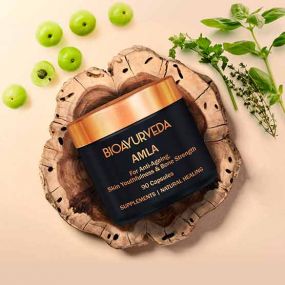 BIOAYURVEDA
AMLA
For Anti-Ageing,
Skin Youthfulness & Bone Strength
90 Capsules
SUPPLEMENTS | NATURAL HEALING